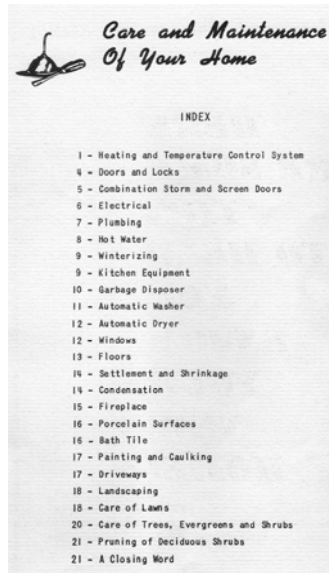 Care and Maintenance
Of Your Home
INDEX
1 - Heating and Temperature Control System
4 - Doors and Locks
5 - Combination Storm and Screen Doors
6 - Electrical
7 - Plumbing
8 - Hot Water
9 - Winterizing
9 - Kitchen Equipment
10 - Garbage Disposer
11 - Automatic Washer
12 - Automatic Dryer
12 - Windows
13 - Floors
14 - Settlement and Shrinkage
14 - Condensation
15 - Fireplace
16 - Porcelain Surfaces
16 - Bath Tile
17 - Painting and Caulking
17 - Driveways
18 - Landscaping
18 - Care of Lawns
20 - Care of Trees, Evergreens and Shrubs
21 - Pruning of Deciduous Shrubs
21 - A Closing Word